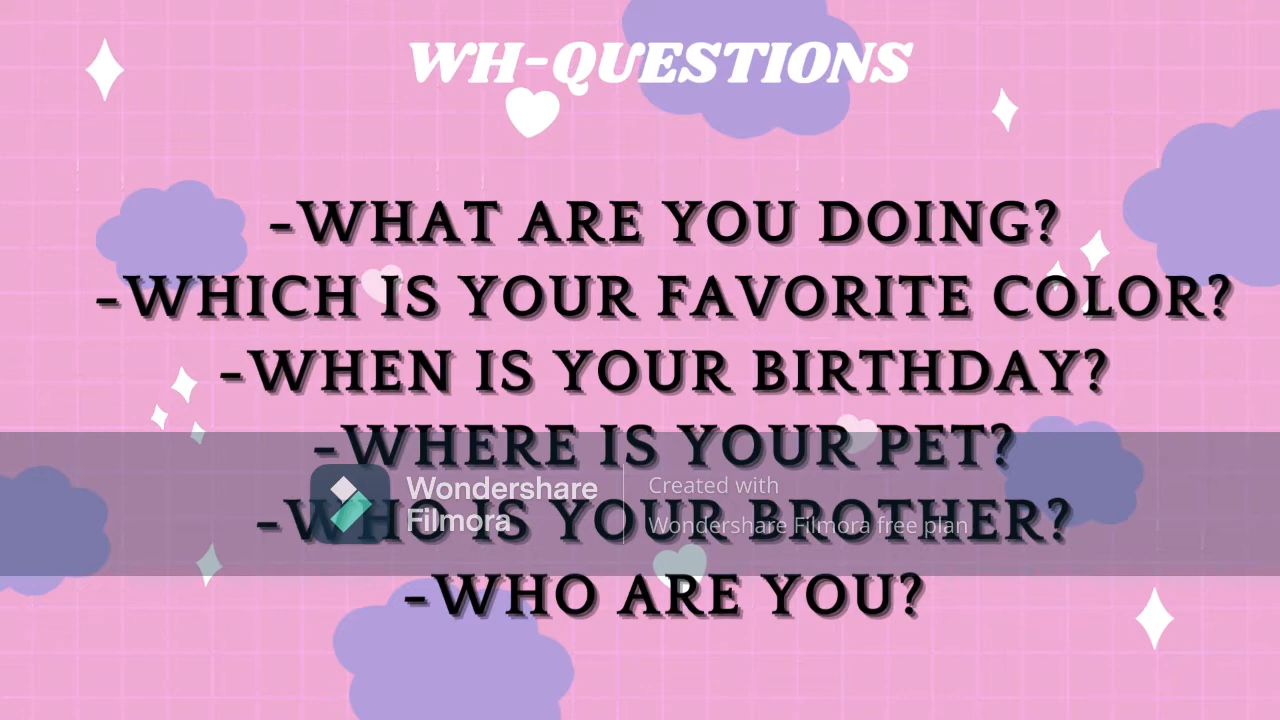 WH-QUESTIONS
-WHAT ARE YOU DOING?
-WHICH IS YOUR FAVORITE COLOR?
-WHEN IS YOUR BIRTHDAY?
-WHERE IS YOUR PET?
Wondershare
Filmora
Created with
Wondershare Filmora free plan
-WHO IS YOUR BROTHER?
-WHO ARE YOU?